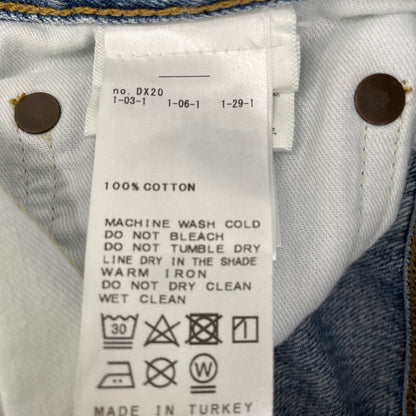 no. DX20
1-03-1 1-06-1 1-29-1
100% COTTON
MACHINE WASH COLD
DO NOT BLEACH
DO NOT TUMBLE DRY
LINE DRY IN THE SHADE
WARM IRON
DO NOT DRY CLEAN
WET CLEAN
30
W
MADE IN TURKEY